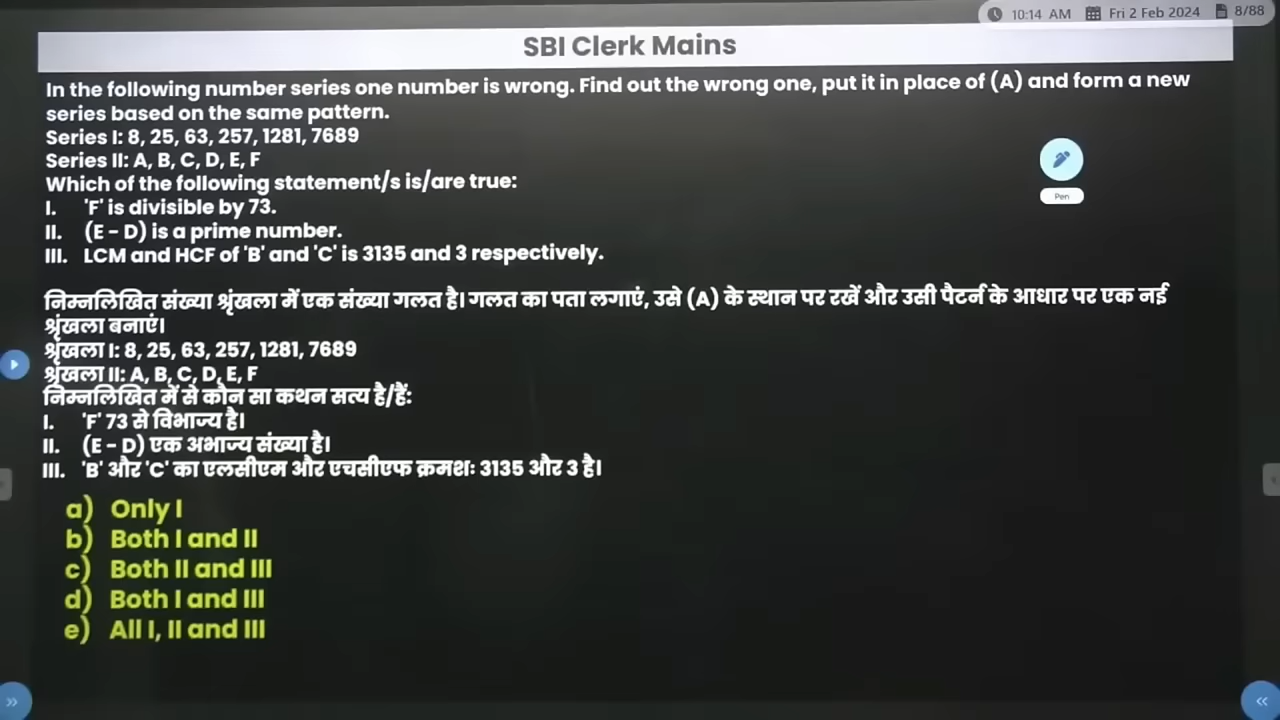 10:14 AM Fri 2 Feb 2024 8/88
SBI Clerk Mains
In the following number series one number is wrong. Find out the wrong one, put it in place of (A) and form a new
series based on the same pattern.
Series I: 8, 25, 63, 257, 1281, 7689
Series II: A, B, C, D, E, F
Which of the following statement/s is/are true:
I. 'F' is divisible by 73.
II. (E - D) is a prime number.
III. LCM and HCF of 'B' and 'C' is 3135 and 3 respectively.
Pen
निम्नलिखित संख्या श्रृंखला में एक संख्या गलत है। गलत का पता लगाएं, उसे (A) के स्थान पर रखें और उसी पैटर्न के आधार पर एक नई
श्रृंखला बनाएं।
श्रृंखला I: 8, 25, 63, 257, 1281, 7689
श्रृंखला II: A, B, C, D, E, F
निम्नलिखित में से कौन सा कथन सत्य है/हैं:
I. 'F' 73 से विभाज्य है।
II. (E - D) एक अभाज्य संख्या है।
III. 'B' और 'C' का एलसीएम और एचसीएफ क्रमशः 3135 और 3 है।
a) Only I
b) Both I and II
c) Both II and III
d) Both I and III
e) All I, II and III